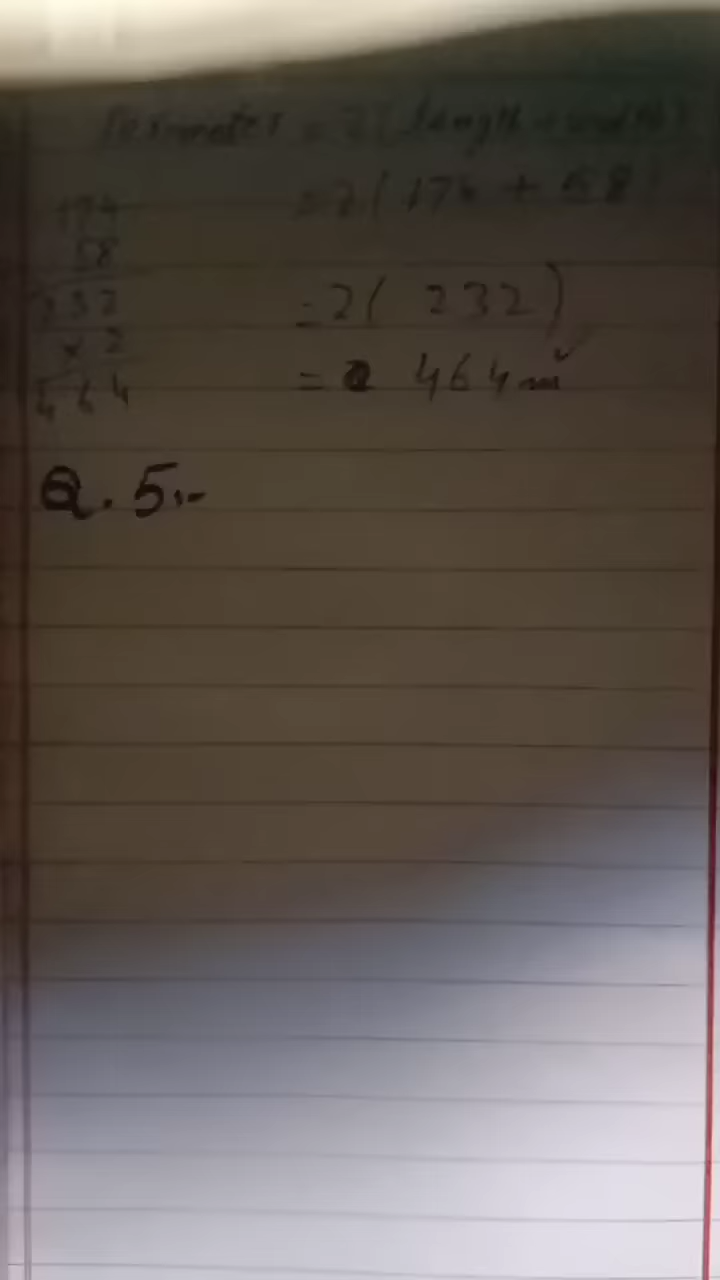 Perimeter = 2(length + width)
= 2(174 + 58)
174
58
232
× 2
464
= 2( 232 )
= 464
Q. 5:-